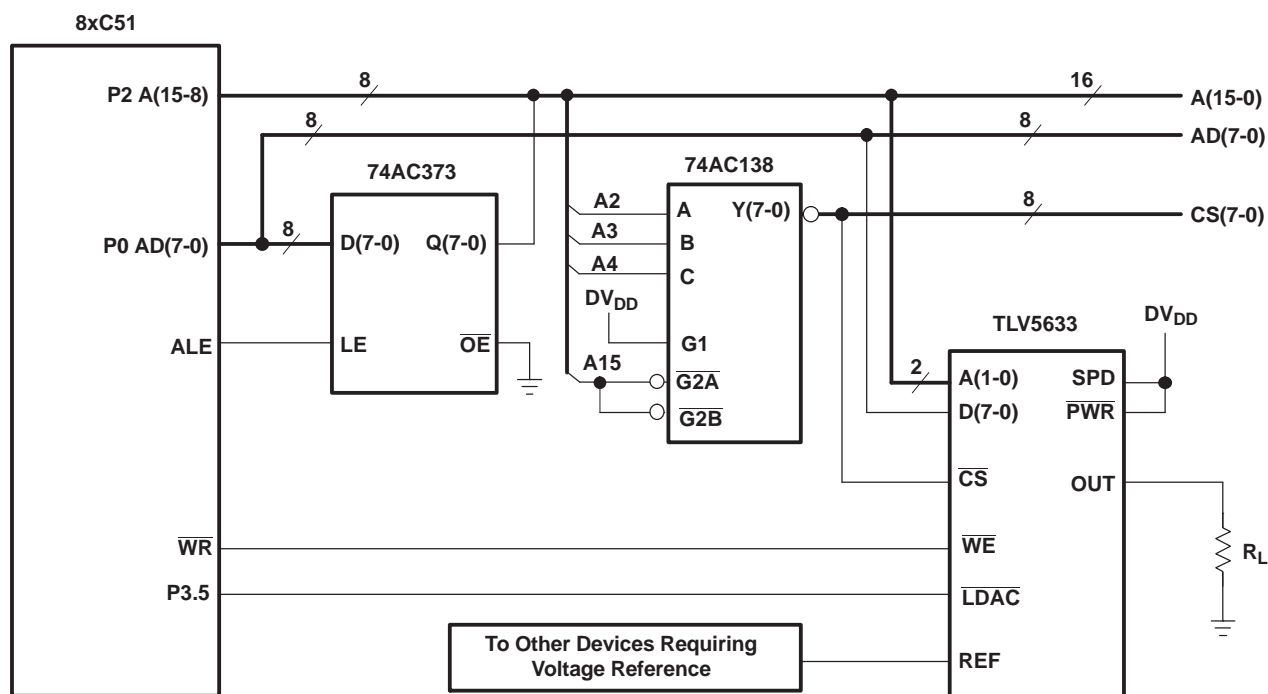 8xC51
P2 A(15-8)
8
16
A(15-0)
8
8
AD(7-0)
74AC373
74AC138
P0 AD(7-0)
8
D(7-0)
Q(7-0)
A2
A
Y(7-0)
8
CS(7-0)
A3
B
A4
C
DVDD
G1
ALE
LE
OE
A15
G2A
G2B
TLV5633
DVDD
2
A(1-0)
SPD
D(7-0)
PWR
CS
OUT
WR
WE
RL
P3.5
LDAC
To Other Devices Requiring
Voltage Reference
REF